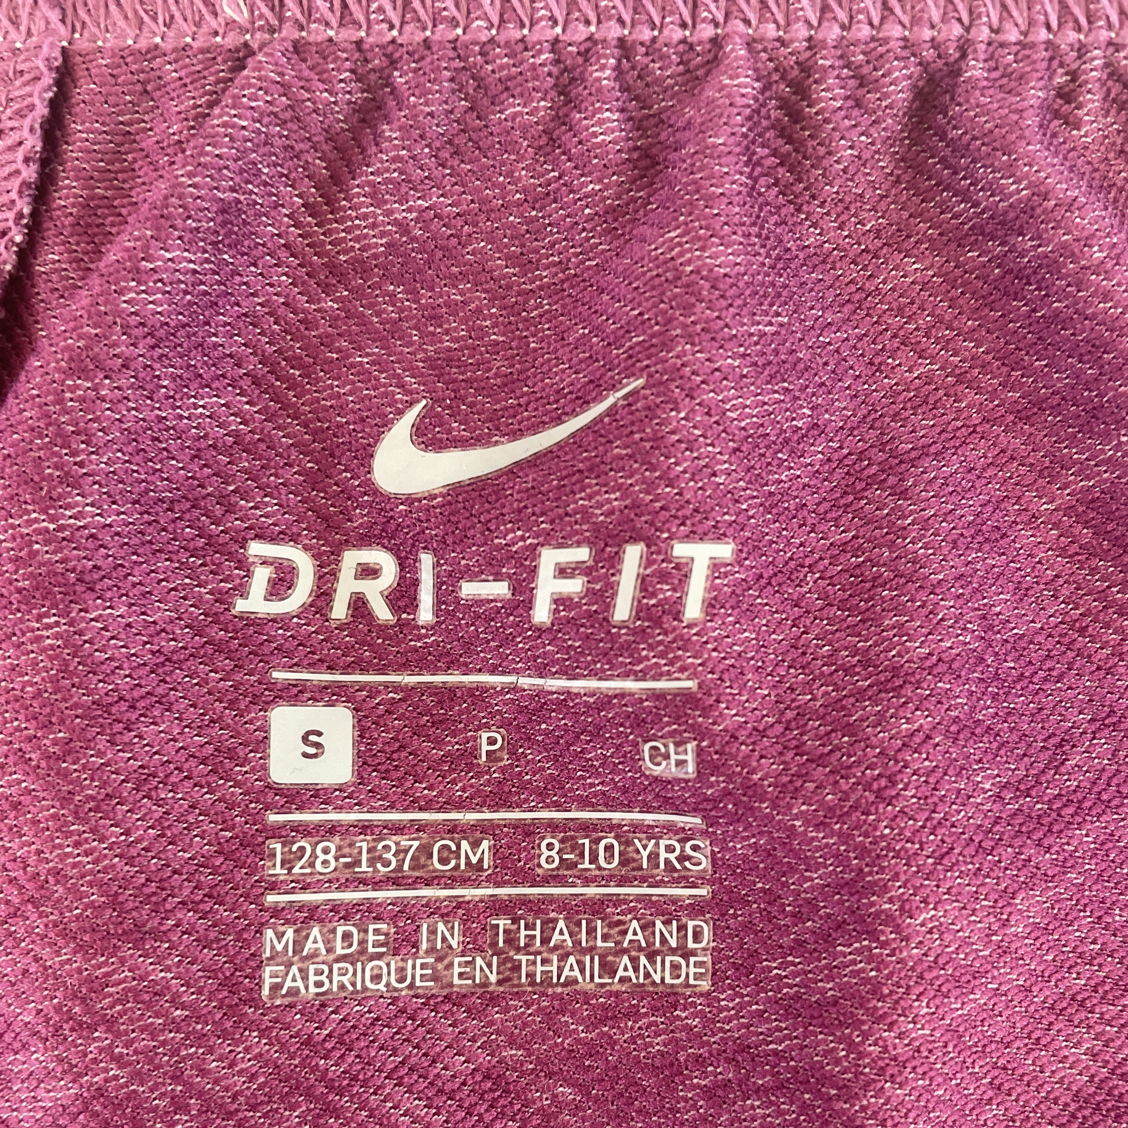 DRI-FIT
S P CH
128-137 CM 8-10 YRS
MADE IN THAILAND
FABRIQUE EN THAILANDE